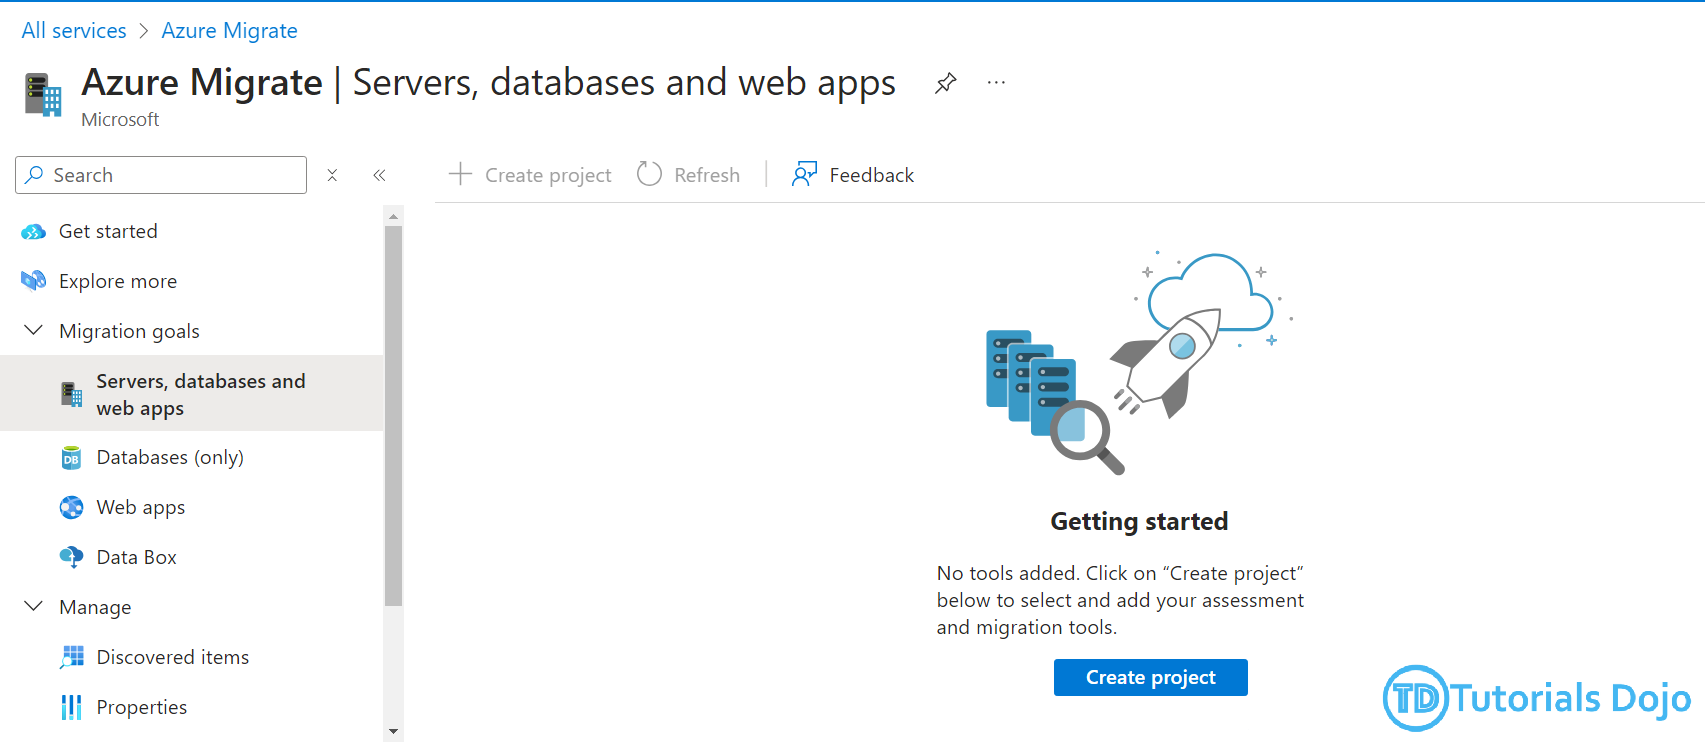 All services > Azure Migrate
Azure Migrate | Servers, databases and web apps
Microsoft
Search
Create project
Refresh
Feedback
Get started
Explore more
Migration goals
Servers, databases and
web apps
DB
Databases (only)
Web apps
Data Box
Manage
Discovered items
Properties
Getting started
No tools added. Click on “Create project”
below to select and add your assessment
and migration tools.
Create project
TD Tutorials Dojo